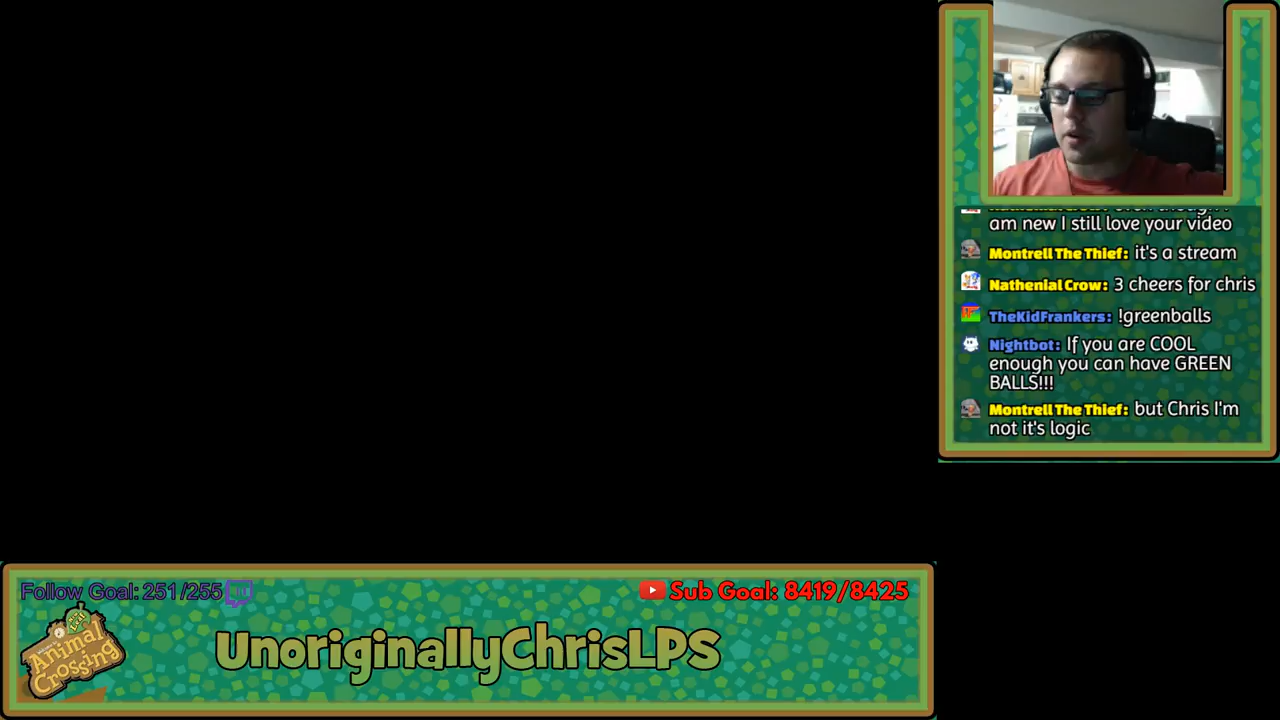 am new I still love your video
Montrell The Thief: it's a stream
Nathenial Crow: 3 cheers for chris
TheKidFrankers: !greenballs
Nightbot: If you are COOL
enough you can have GREEN
BALLS!!!
Montrell The Thief: but Chris I'm
not it's logic
Follow Goal: 251/255
Sub Goal: 8419/8425
Animal
Crossing
UnoriginallyChrisLPS